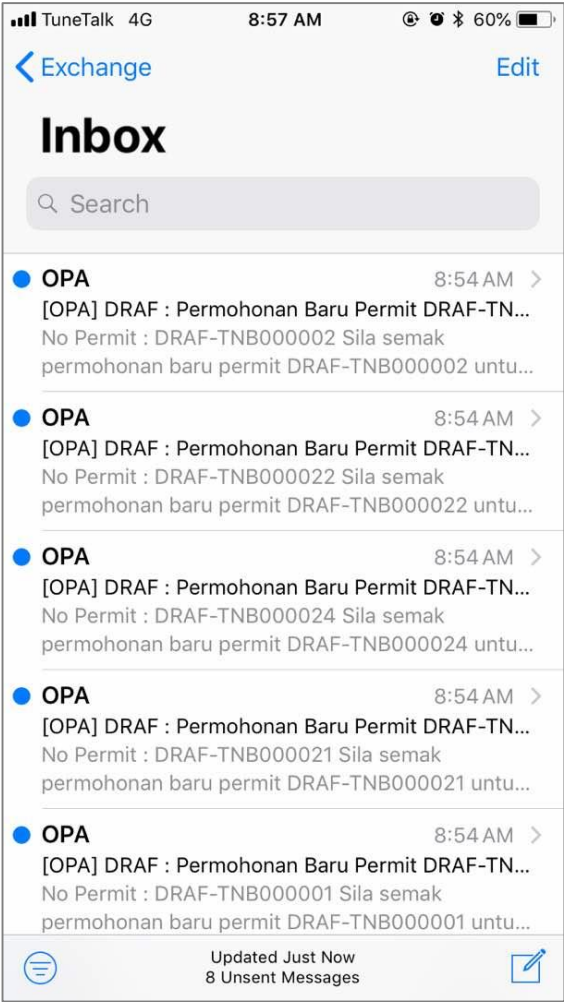 TuneTalk 4G 8:57 AM 60%
Exchange Edit
Inbox
Search
OPA 8:54 AM
[OPA] DRAF : Permohonan Baru Permit DRAF-TN...
No Permit : DRAF-TNB000002 Sila semak
permohonan baru permit DRAF-TNB000002 untu...
OPA 8:54 AM
[OPA] DRAF : Permohonan Baru Permit DRAF-TN...
No Permit : DRAF-TNB000022 Sila semak
permohonan baru permit DRAF-TNB000022 untu...
OPA 8:54 AM
[OPA] DRAF : Permohonan Baru Permit DRAF-TN...
No Permit : DRAF-TNB000024 Sila semak
permohonan baru permit DRAF-TNB000024 untu...
OPA 8:54 AM
[OPA] DRAF : Permohonan Baru Permit DRAF-TN...
No Permit : DRAF-TNB000021 Sila semak
permohonan baru permit DRAF-TNB000021 untu...
OPA 8:54 AM
[OPA] DRAF : Permohonan Baru Permit DRAF-TN...
No Permit : DRAF-TNB000001 Sila semak
permohonan baru permit DRAF-TNB000001 untu...
Updated Just Now
8 Unsent Messages